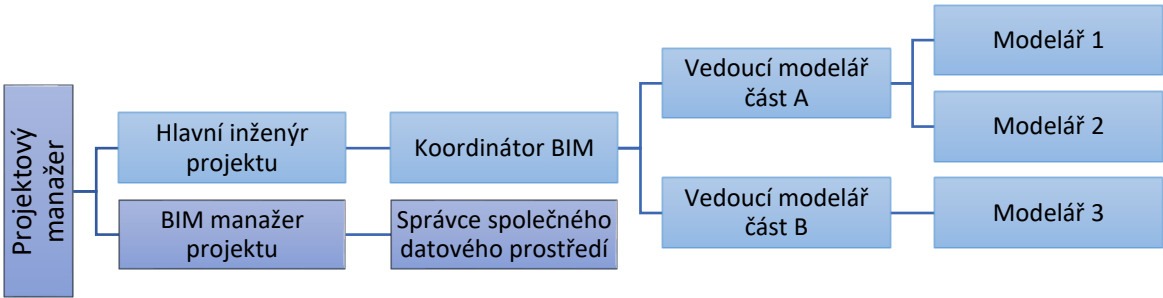 Projektový
manažer
Hlavní inženýr
projektu
BIM manažer
projektu
Koordinátor BIM
Správce společného
datového prostředí
Vedoucí modelář
část A
Vedoucí modelář
část B
Modelář 1
Modelář 2
Modelář 3